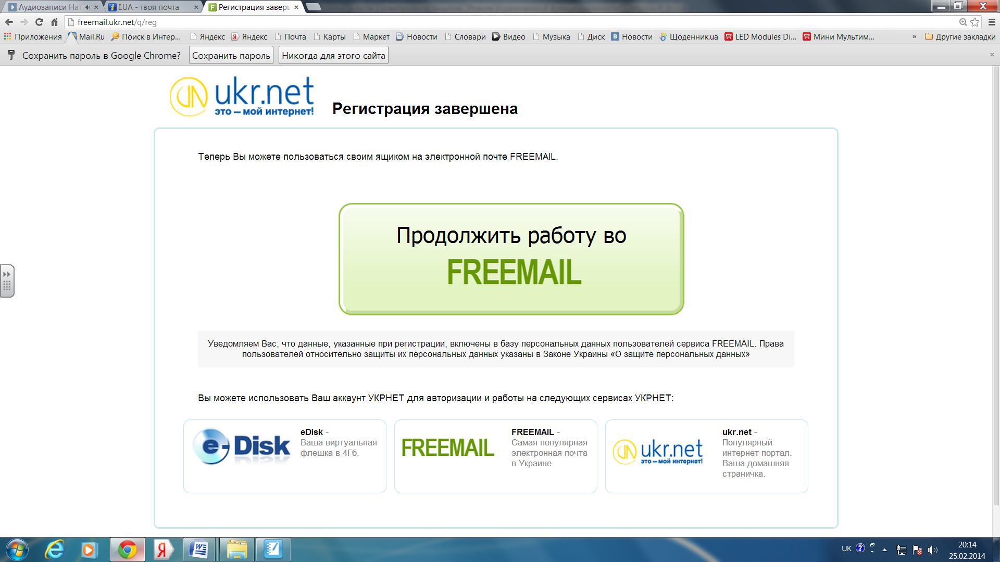 Аудиозаписи Нат
I.UA - твоя почта
Регистрация заверш
freemail.ukr.net/q/reg
Приложения
Mail.Ru
Поиск в Интер...
Яндекс
Яндекс
Почта
Карты
Маркет
Новости
Словари
Видео
Музыка
Диск
Новости
Щоденник.ua
LED Modules Di...
Мини Мультим...
»
Другие закладки
Сохранить пароль в Google Chrome?
Сохранить пароль
Никогда для этого сайта
ukr.net
это – мой интернет!
Регистрация завершена
Теперь Вы можете пользоваться своим ящиком на электронной почте FREEMAIL.
Продолжить работу во
FREEMAIL
Уведомляем Вас, что данные, указанные при регистрации, включены в базу персональных данных пользователей сервиса FREEMAIL. Права
пользователей относительно защиты их персональных данных указаны в Законе Украины «О защите персональных данных»
Вы можете использовать Ваш аккаунт УКРНЕТ для авторизации и работы на следующих сервисах УКРНЕТ:
e-Disk
eDisk -
Ваша виртуальная
флешка в 4Гб.
FREEMAIL
FREEMAIL -
Самая популярная
электронная почта
в Украине.
ukr.net
это – мой интернет!
ukr.net -
Популярный
интернет портал.
Ваша домашняя
страничка.
UK
20:14
25.02.2014